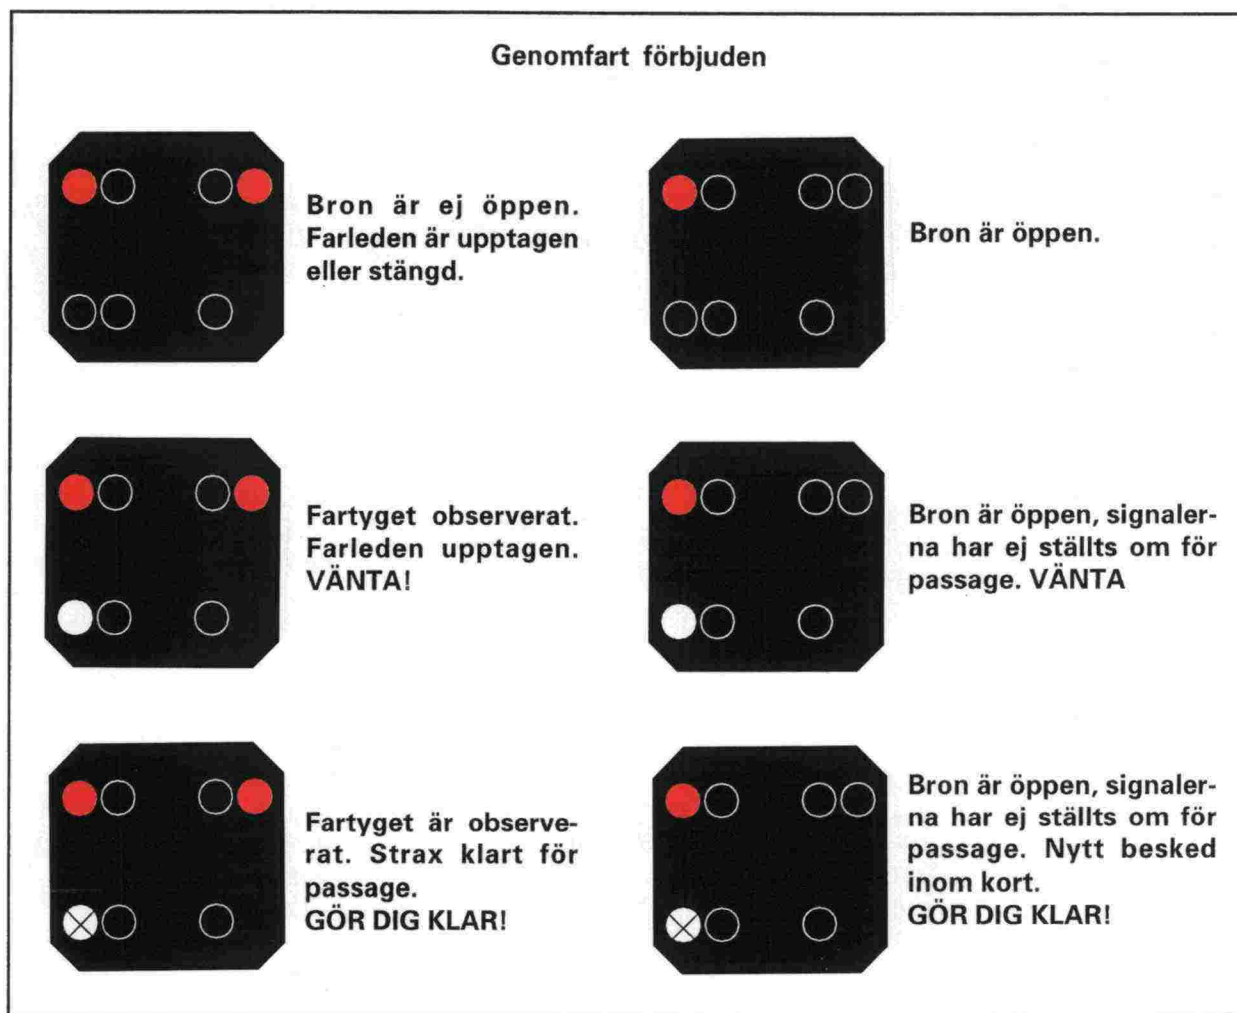 Genomfart förbjuden
Bron är ej öppen.
Farleden är upptagen
eller stängd.
Bron är öppen.
Fartyget observerat.
Farleden upptagen.
VÄNTA!
Bron är öppen, signaler-
na har ej ställts om för
passage. VÄNTA
Fartyget är observe-
rat. Strax klart för
passage.
GÖR DIG KLAR!
Bron är öppen, signaler-
na har ej ställts om för
passage. Nytt besked
inom kort.
GÖR DIG KLAR!